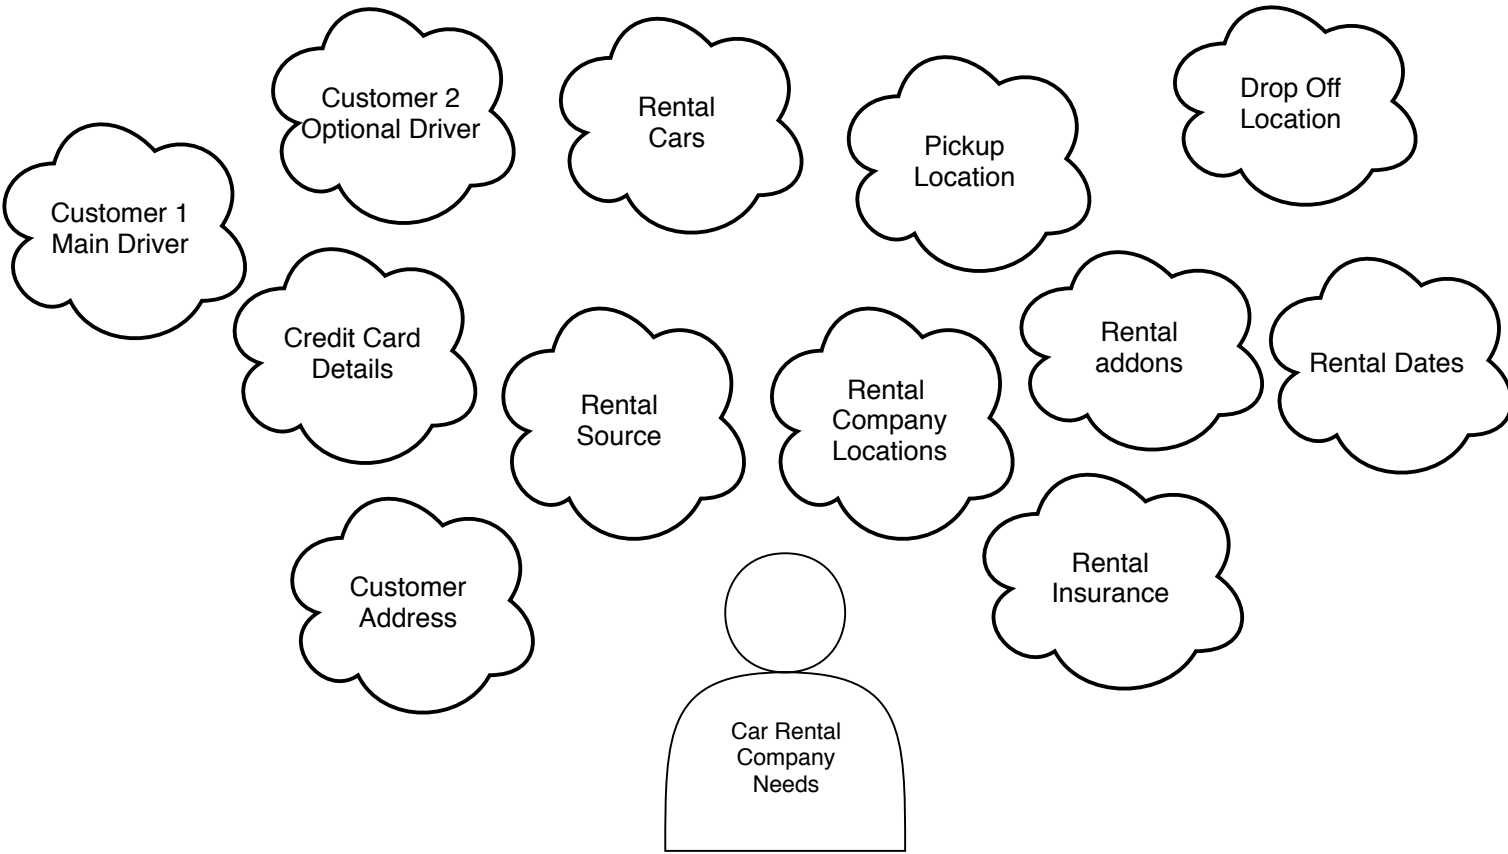 Customer 2
Optional Driver
Rental
Cars
Pickup
Location
Drop Off
Location
Customer 1
Main Driver
Credit Card
Details
Rental
Source
Rental
Company
Locations
Rental
addons
Rental Dates
Customer
Address
Rental
Insurance
Car Rental
Company
Needs